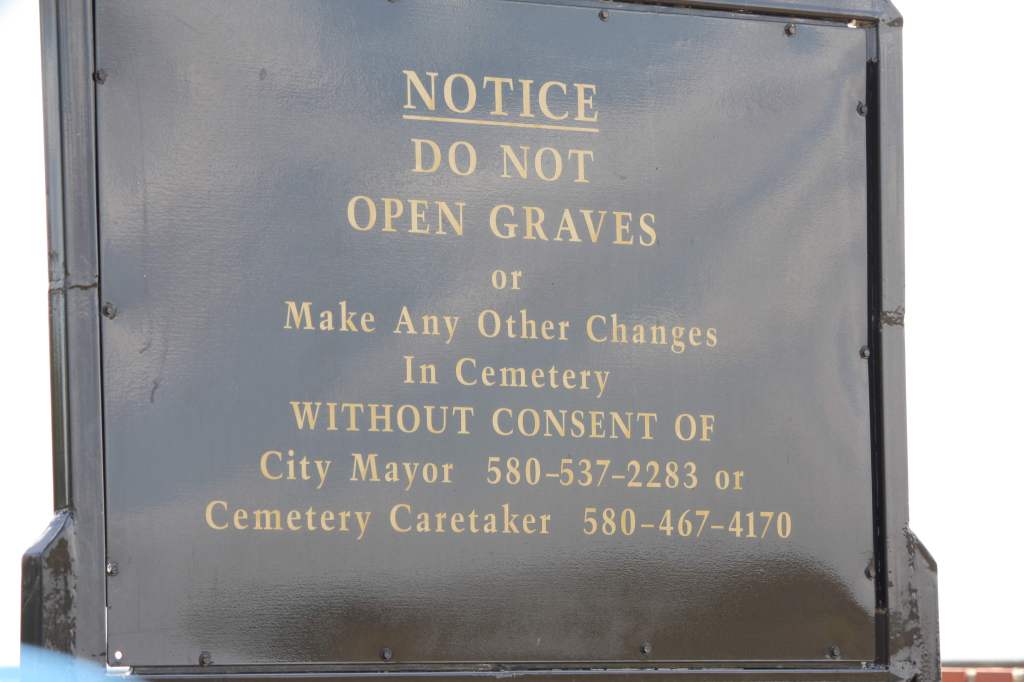 NOTICE
DO NOT
OPEN GRAVES
or
Make Any Other Changes
In Cemetery
WITHOUT CONSENT OF
City Mayor 580-537-2283 or
Cemetery Caretaker 580-467-4170